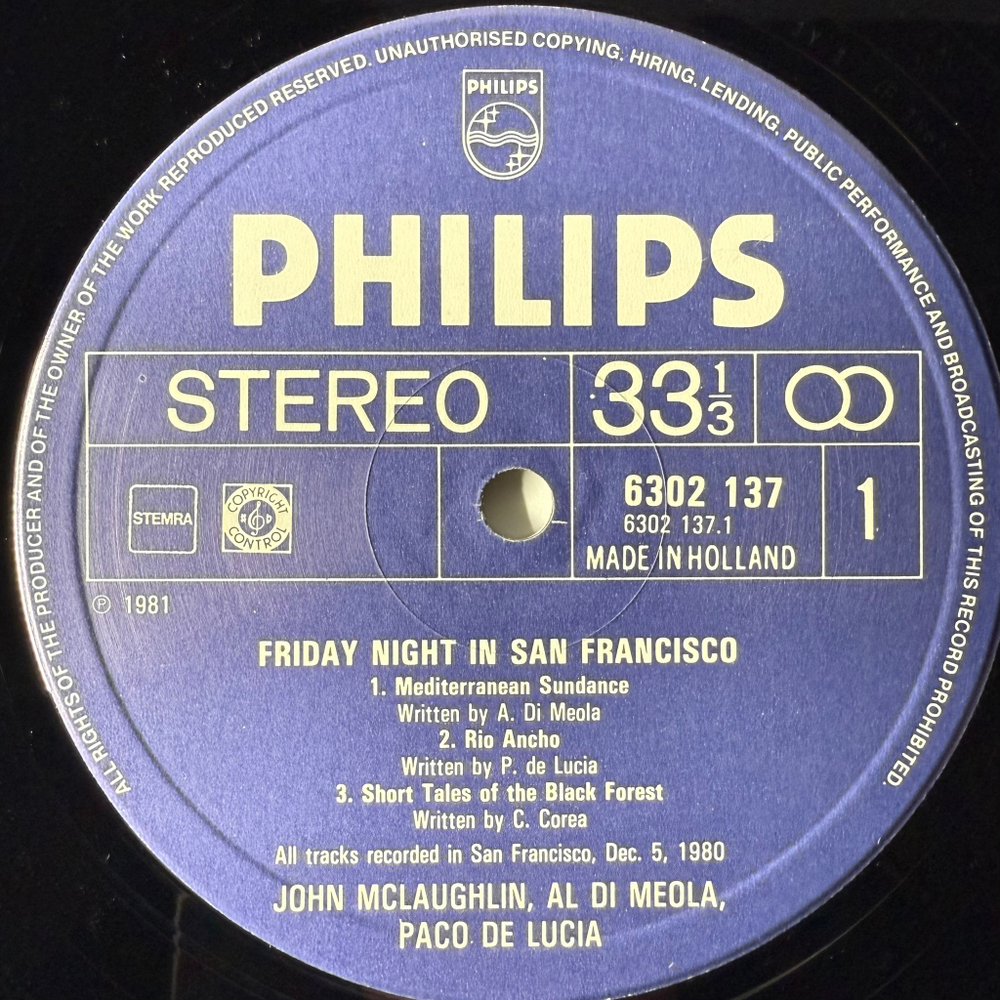 ALL RIGHTS OF THE PRODUCER AND OF THE OWNER OF THE WORK REPRODUCED RESERVED. UNAUTHORISED COPYING, HIRING, LENDING, PUBLIC PERFORMANCE AND BROADCASTING OF THIS RECORD PROHIBITED.
PHILIPS
PHILIPS
STEREO 33 1/3
STEMRA COPYRIGHT CONTROL
6302 137 1
6302 137.1
MADE IN HOLLAND
℗ 1981
FRIDAY NIGHT IN SAN FRANCISCO
1. Mediterranean Sundance
Written by A. Di Meola
2. Rio Ancho
Written by P. de Lucia
3. Short Tales of the Black Forest
Written by C. Corea
All tracks recorded in San Francisco, Dec. 5, 1980
JOHN MCLAUGHLIN, AL DI MEOLA,
PACO DE LUCIA